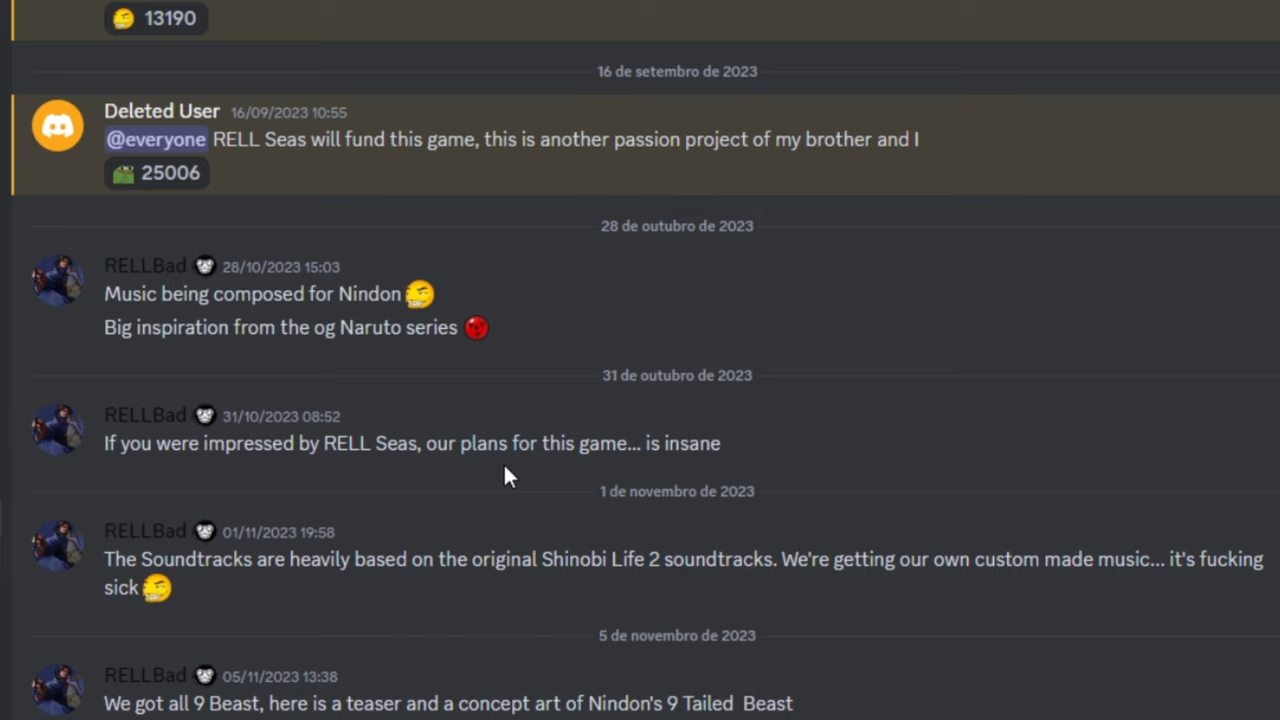 13190
16 de setembro de 2023
Deleted User 16/09/2023 10:55
@everyone RELL Seas will fund this game, this is another passion project of my brother and I
25006
28 de outubro de 2023
RELLBad 28/10/2023 15:03
Music being composed for Nindon
Big inspiration from the og Naruto series
31 de outubro de 2023
RELLBad 31/10/2023 08:52
If you were impressed by RELL Seas, our plans for this game... is insane
1 de novembro de 2023
RELLBad 01/11/2023 19:58
The Soundtracks are heavily based on the original Shinobi Life 2 soundtracks. We're getting our own custom made music... it's fucking
sick
5 de novembro de 2023
RELLBad 05/11/2023 13:38
We got all 9 Beast, here is a teaser and a concept art of Nindon's 9 Tailed Beast